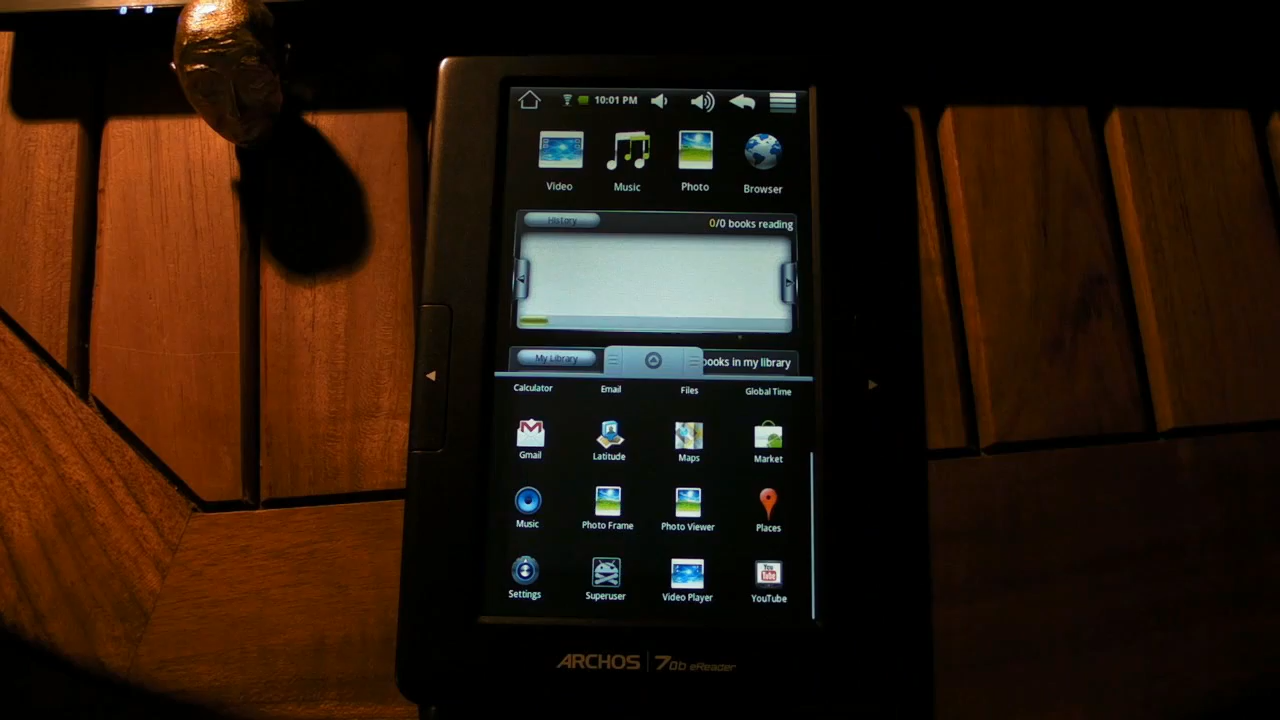 10:01 PM
Video Music Photo Browser
History 0/0 books reading
My Library books in my library
Calculator Email Files Global Time
Gmail Latitude Maps Market
Music Photo Frame Photo Viewer Places
Settings Superuser Video Player YouTube
ARCHOS 70b eReader